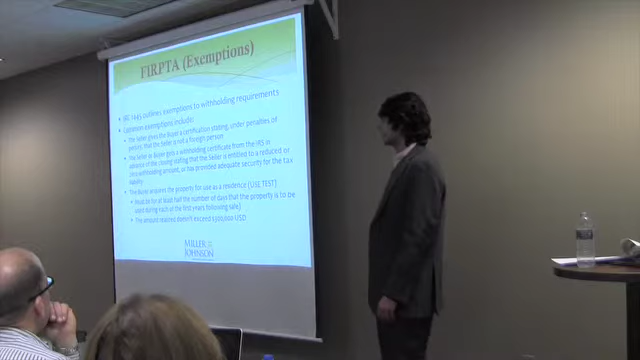 FIRPTA (Exemptions)
IRC 1445 outlines exemptions to withholding requirements
Common exemptions include:
The Seller gives the Buyer a certification stating, under penalties of
perjury, that the Seller is not a foreign person
The Seller or Buyer gets a withholding certificate from the IRS in
advance of the closing stating that the Seller is entitled to a reduced or
zero withholding amount, or has provided adequate security for the tax
liability
The Buyer acquires the property for use as a residence (USE TEST)
Must be for at least half the number of days that the property is to be
used during each of the first years following sale)
The amount realized doesn't exceed $300,000 USD
MILLER
JOHNSON